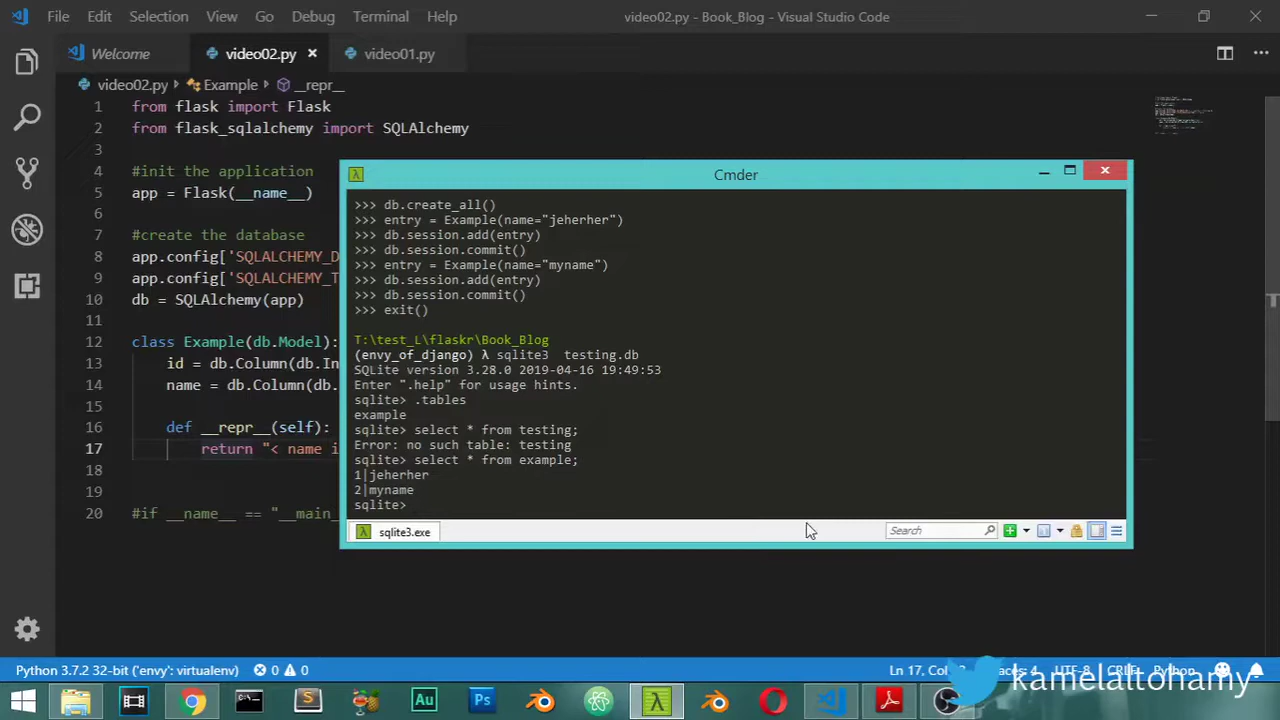 File Edit Selection View Go Debug Terminal Help video02.py - Book_Blog - Visual Studio Code
Welcome video02.py video01.py
video02.py Example __repr__
1 from flask import Flask
2 from flask_sqlalchemy import SQLAlchemy
3
4 #init the application
5 app = Flask(__name__)
6
7 #create the database
8 app.config['SQLALCHEMY_D
9 app.config['SQLALCHEMY_T
10 db = SQLAlchemy(app)
11
12 class Example(db.Model):
13 id = db.Column(db.In
14 name = db.Column(db.
15
16 def __repr__(self):
17 return "< name i
18
19
20 #if __name__ == "__main_
Cmder
>>> db.create_all()
>>> entry = Example(name="jeherher")
>>> db.session.add(entry)
>>> db.session.commit()
>>> entry = Example(name="myname")
>>> db.session.add(entry)
>>> db.session.commit()
>>> exit()
T:\test_L\flaskr\Book_Blog
(envy_of_django) λ sqlite3 testing.db
SQLite version 3.28.0 2019-04-16 19:49:53
Enter ".help" for usage hints.
sqlite> .tables
example
sqlite> select * from testing;
Error: no such table: testing
sqlite> select * from example;
1|jeherher
2|myname
sqlite>
sqlite3.exe Search
Python 3.7.2 32-bit ('envy': virtualenv) 0 0 Ln 17, UTF-8 CRLF Python
Au Ps
kamelaltohamy